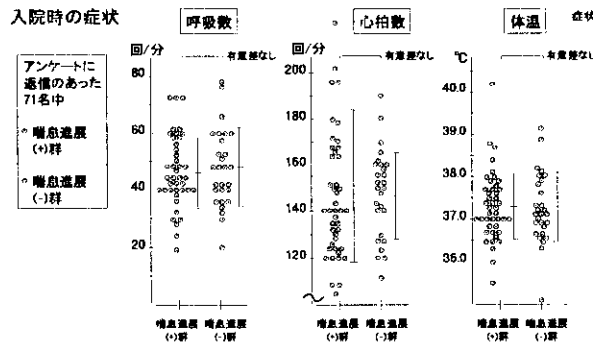 入院時の症状
呼吸数
心拍数
体温
症状
アンケートに
返信のあった
71名中
喘息進展
(+)群
喘息進展
(-)群
回/分
有意差なし
80
60
40
20
喘息進展
(+)群
喘息進展
(-)群
回/分
有意差なし
200
180
160
140
120
喘息進展
(+)群
喘息進展
(-)群
℃
有意差なし
40.0
39.0
38.0
37.0
36.0
喘息進展
(+)群
喘息進展
(-)群